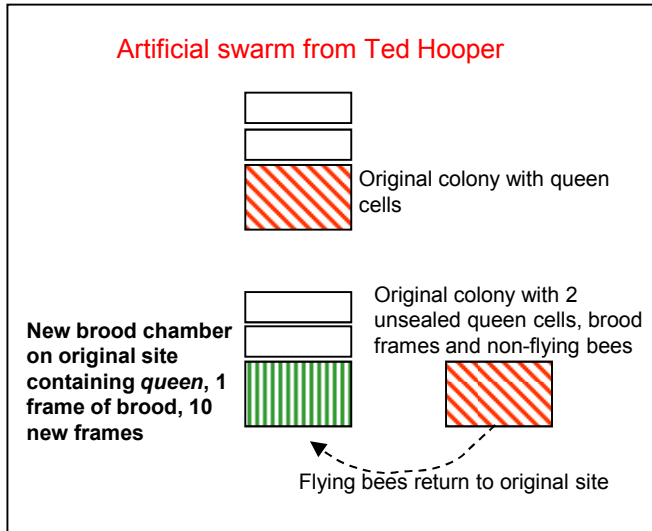 Artificial swarm from Ted Hooper
Original colony with queen
cells
New brood chamber
on original site
containing queen, 1
frame of brood, 10
new frames
Original colony with 2
unsealed queen cells, brood
frames and non-flying bees
Flying bees return to original site